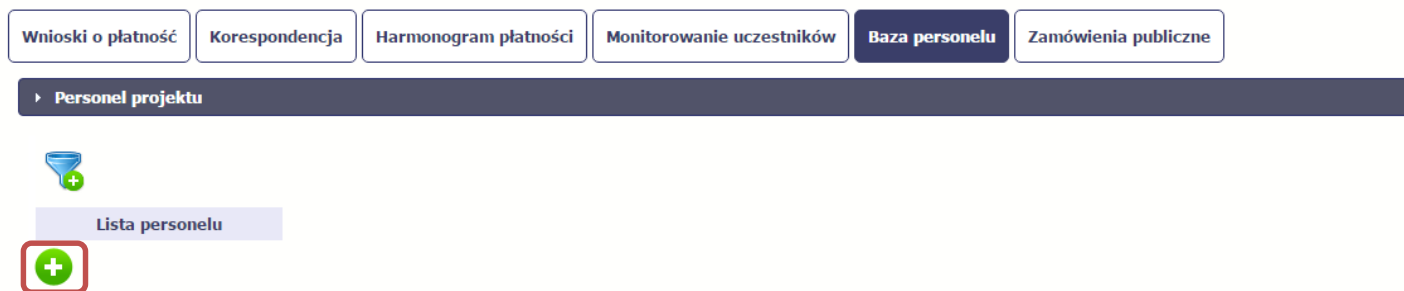 Wnioski o płatność Korespondencja Harmonogram płatności Monitorowanie uczestników Baza personelu Zamówienia publiczne
Personel projektu
Lista personelu